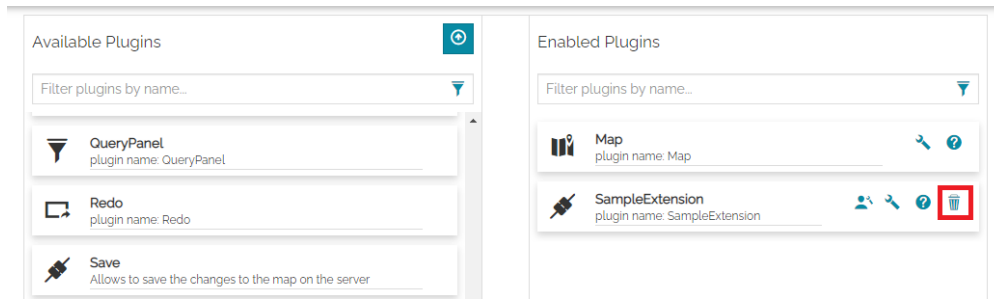 Available Plugins
Filter plugins by name...
QueryPanel
plugin name: QueryPanel
Redo
plugin name: Redo
Save
Allows to save the changes to the map on the server
Enabled Plugins
Filter plugins by name...
Map
plugin name: Map
SampleExtension
plugin name: SampleExtension